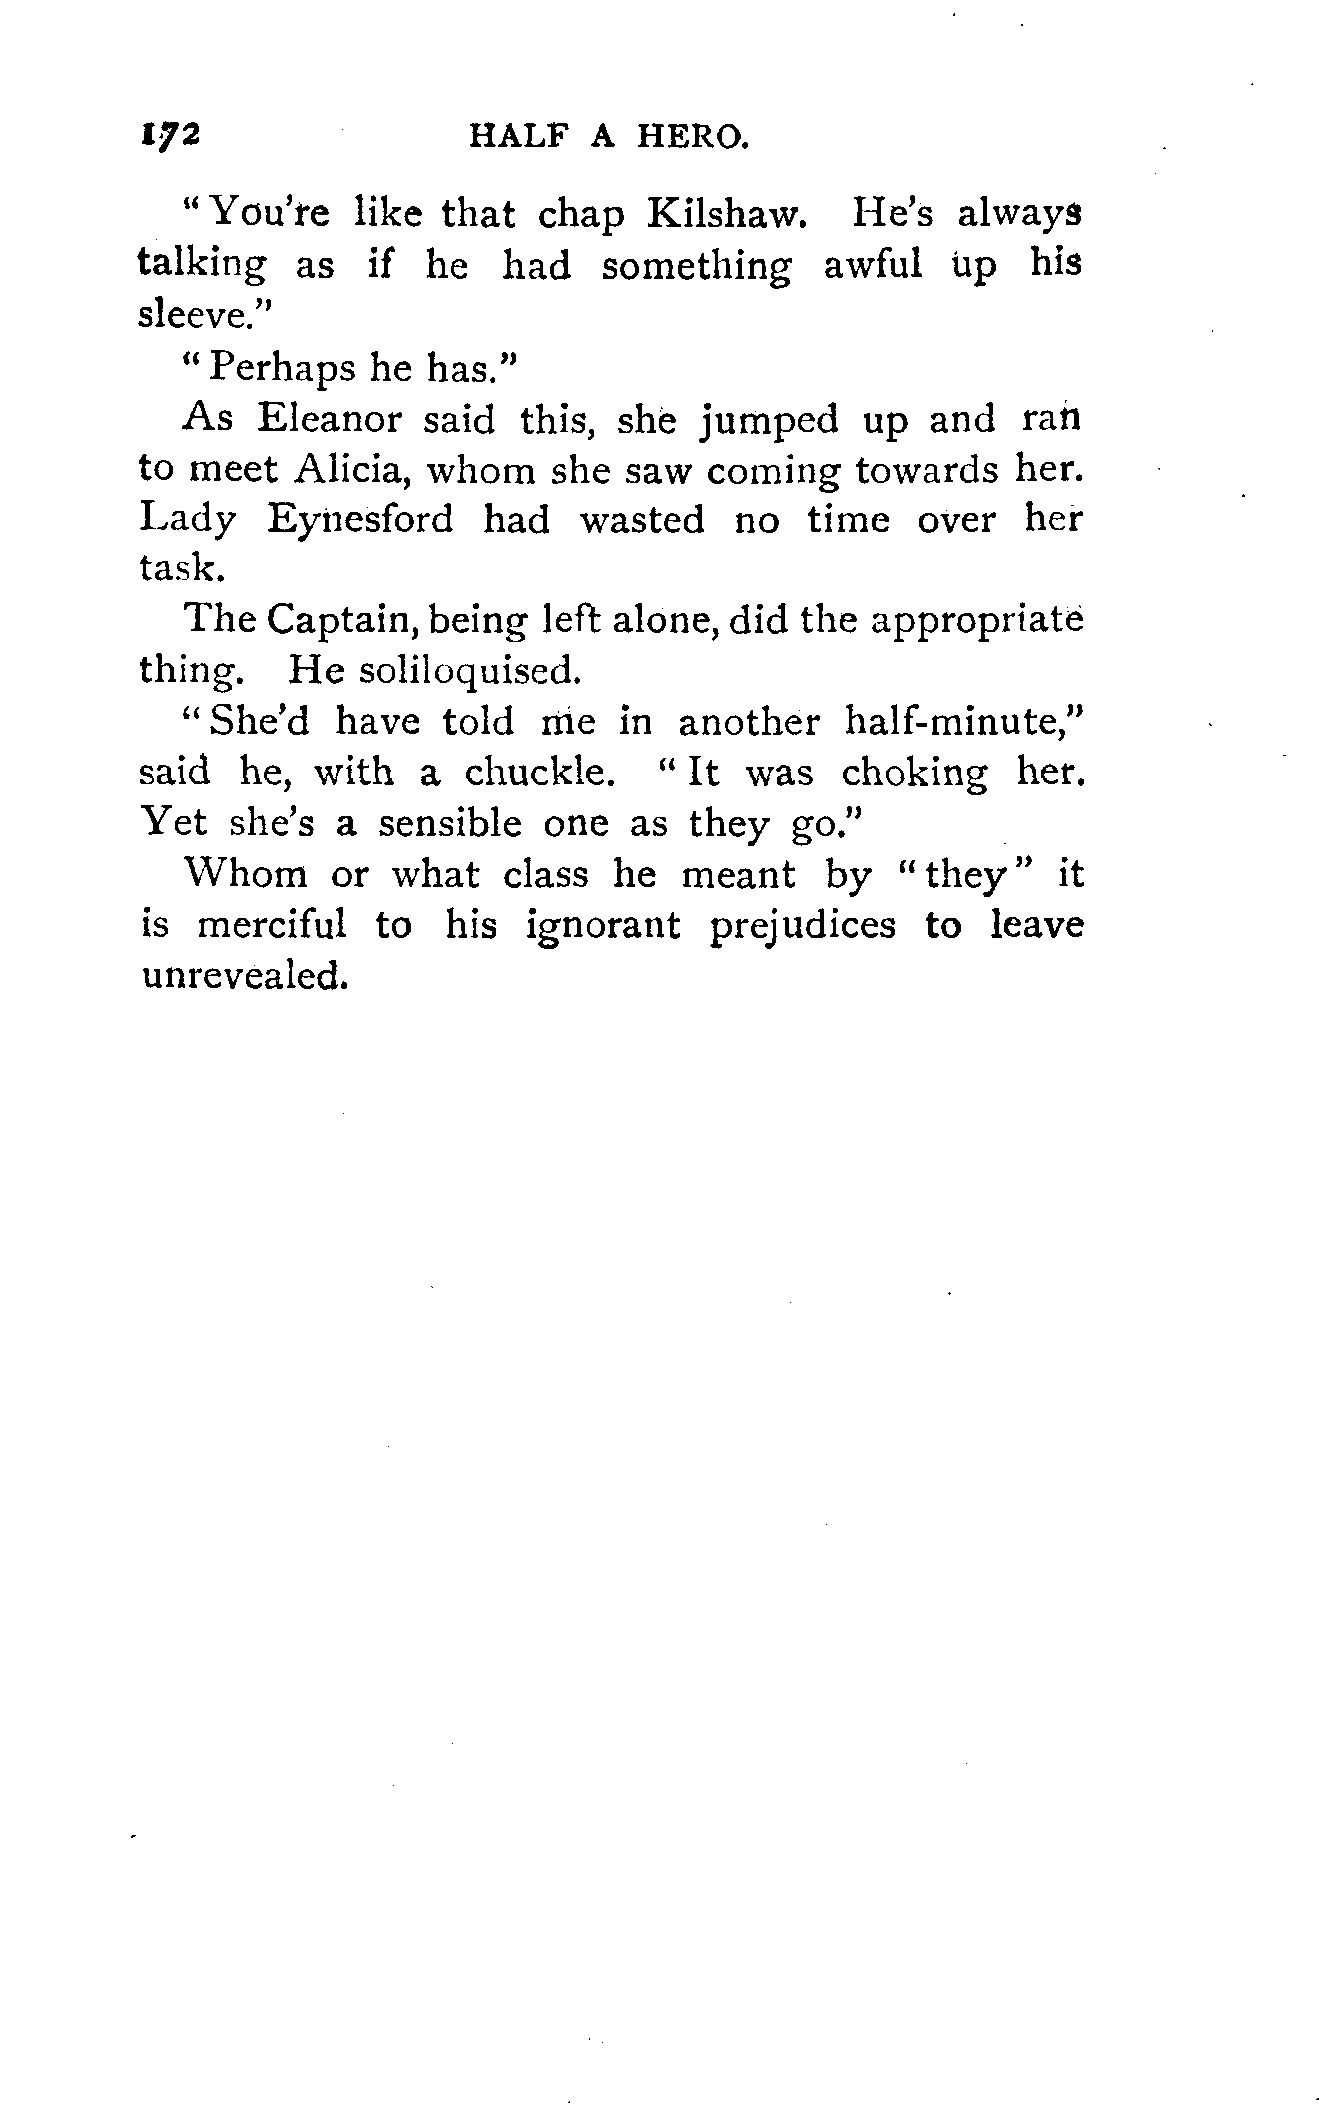 172 HALF A HERO.
"You're like that chap Kilshaw. He's always
talking as if he had something awful up his
sleeve."
"Perhaps he has."
As Eleanor said this, she jumped up and ran
to meet Alicia, whom she saw coming towards her.
Lady Eynesford had wasted no time over her
task.
The Captain, being left alone, did the appropriate
thing. He soliloquised.
"She'd have told me in another half-minute,"
said he, with a chuckle. "It was choking her.
Yet she's a sensible one as they go."
Whom or what class he meant by "they" it
is merciful to his ignorant prejudices to leave
unrevealed.